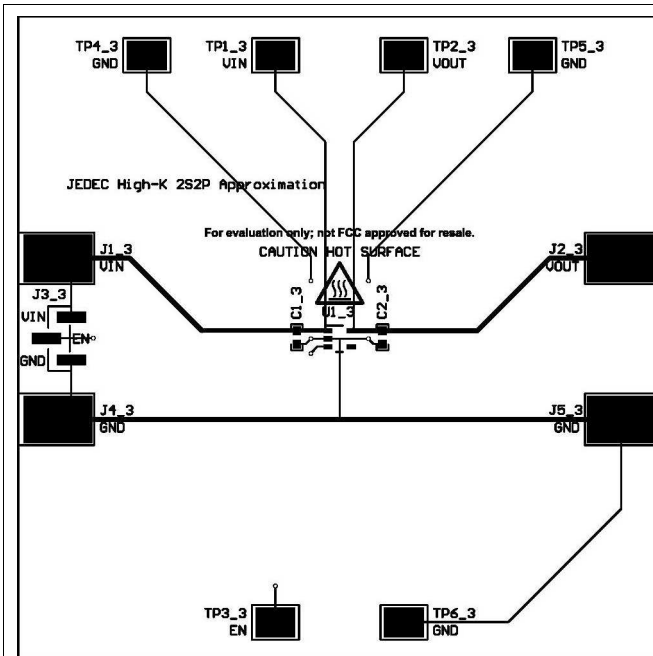 TP4_3
GND
TP1_3
VIN
TP2_3
VOUT
TP5_3
GND
JEDEC High-K 2S2P Approximation
For evaluation only; not FCC approved for resale.
CAUTION HOT SURFACE
J1_3
VIN
J2_3
VOUT
J3_3
VIN
EN
GND
C1_3
U1_3
C2_3
J4_3
GND
J5_3
GND
TP3_3
EN
TP6_3
GND